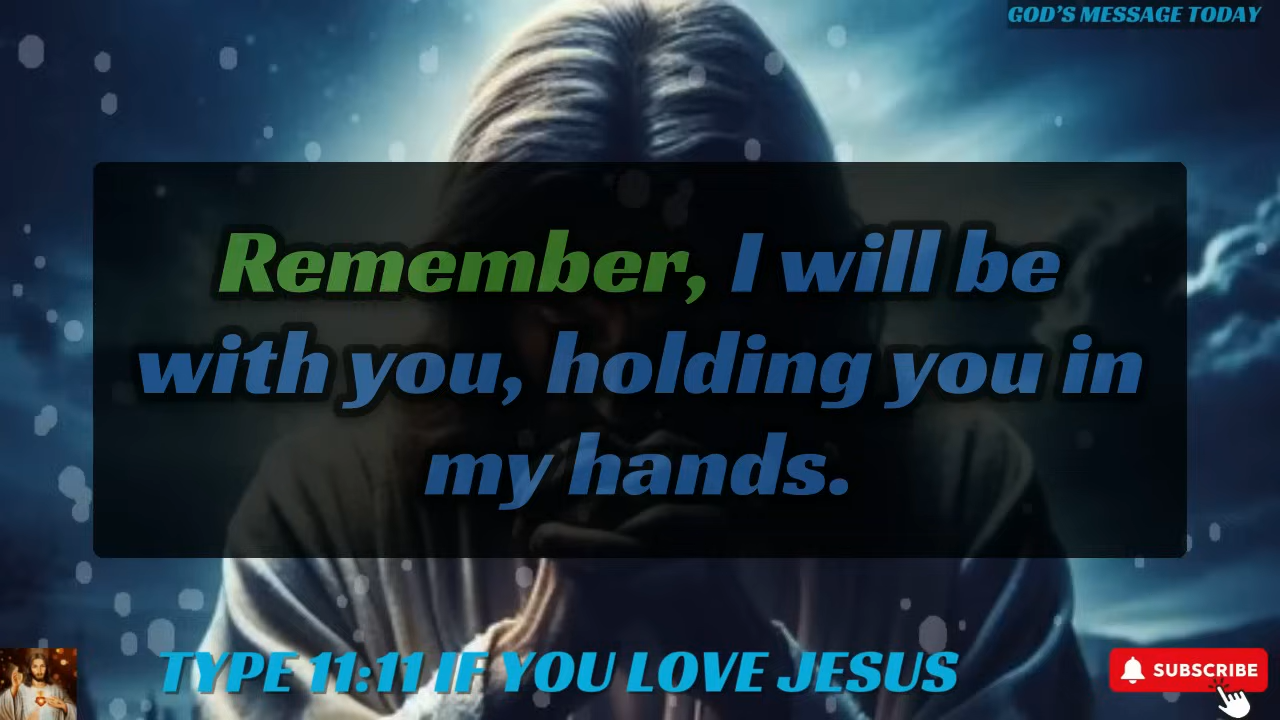 GOD'S MESSAGE TODAY
Remember, I will be
with you, holding you in
my hands.
TYPE 11:11 IF YOU LOVE JESUS
SUBSCRIBE